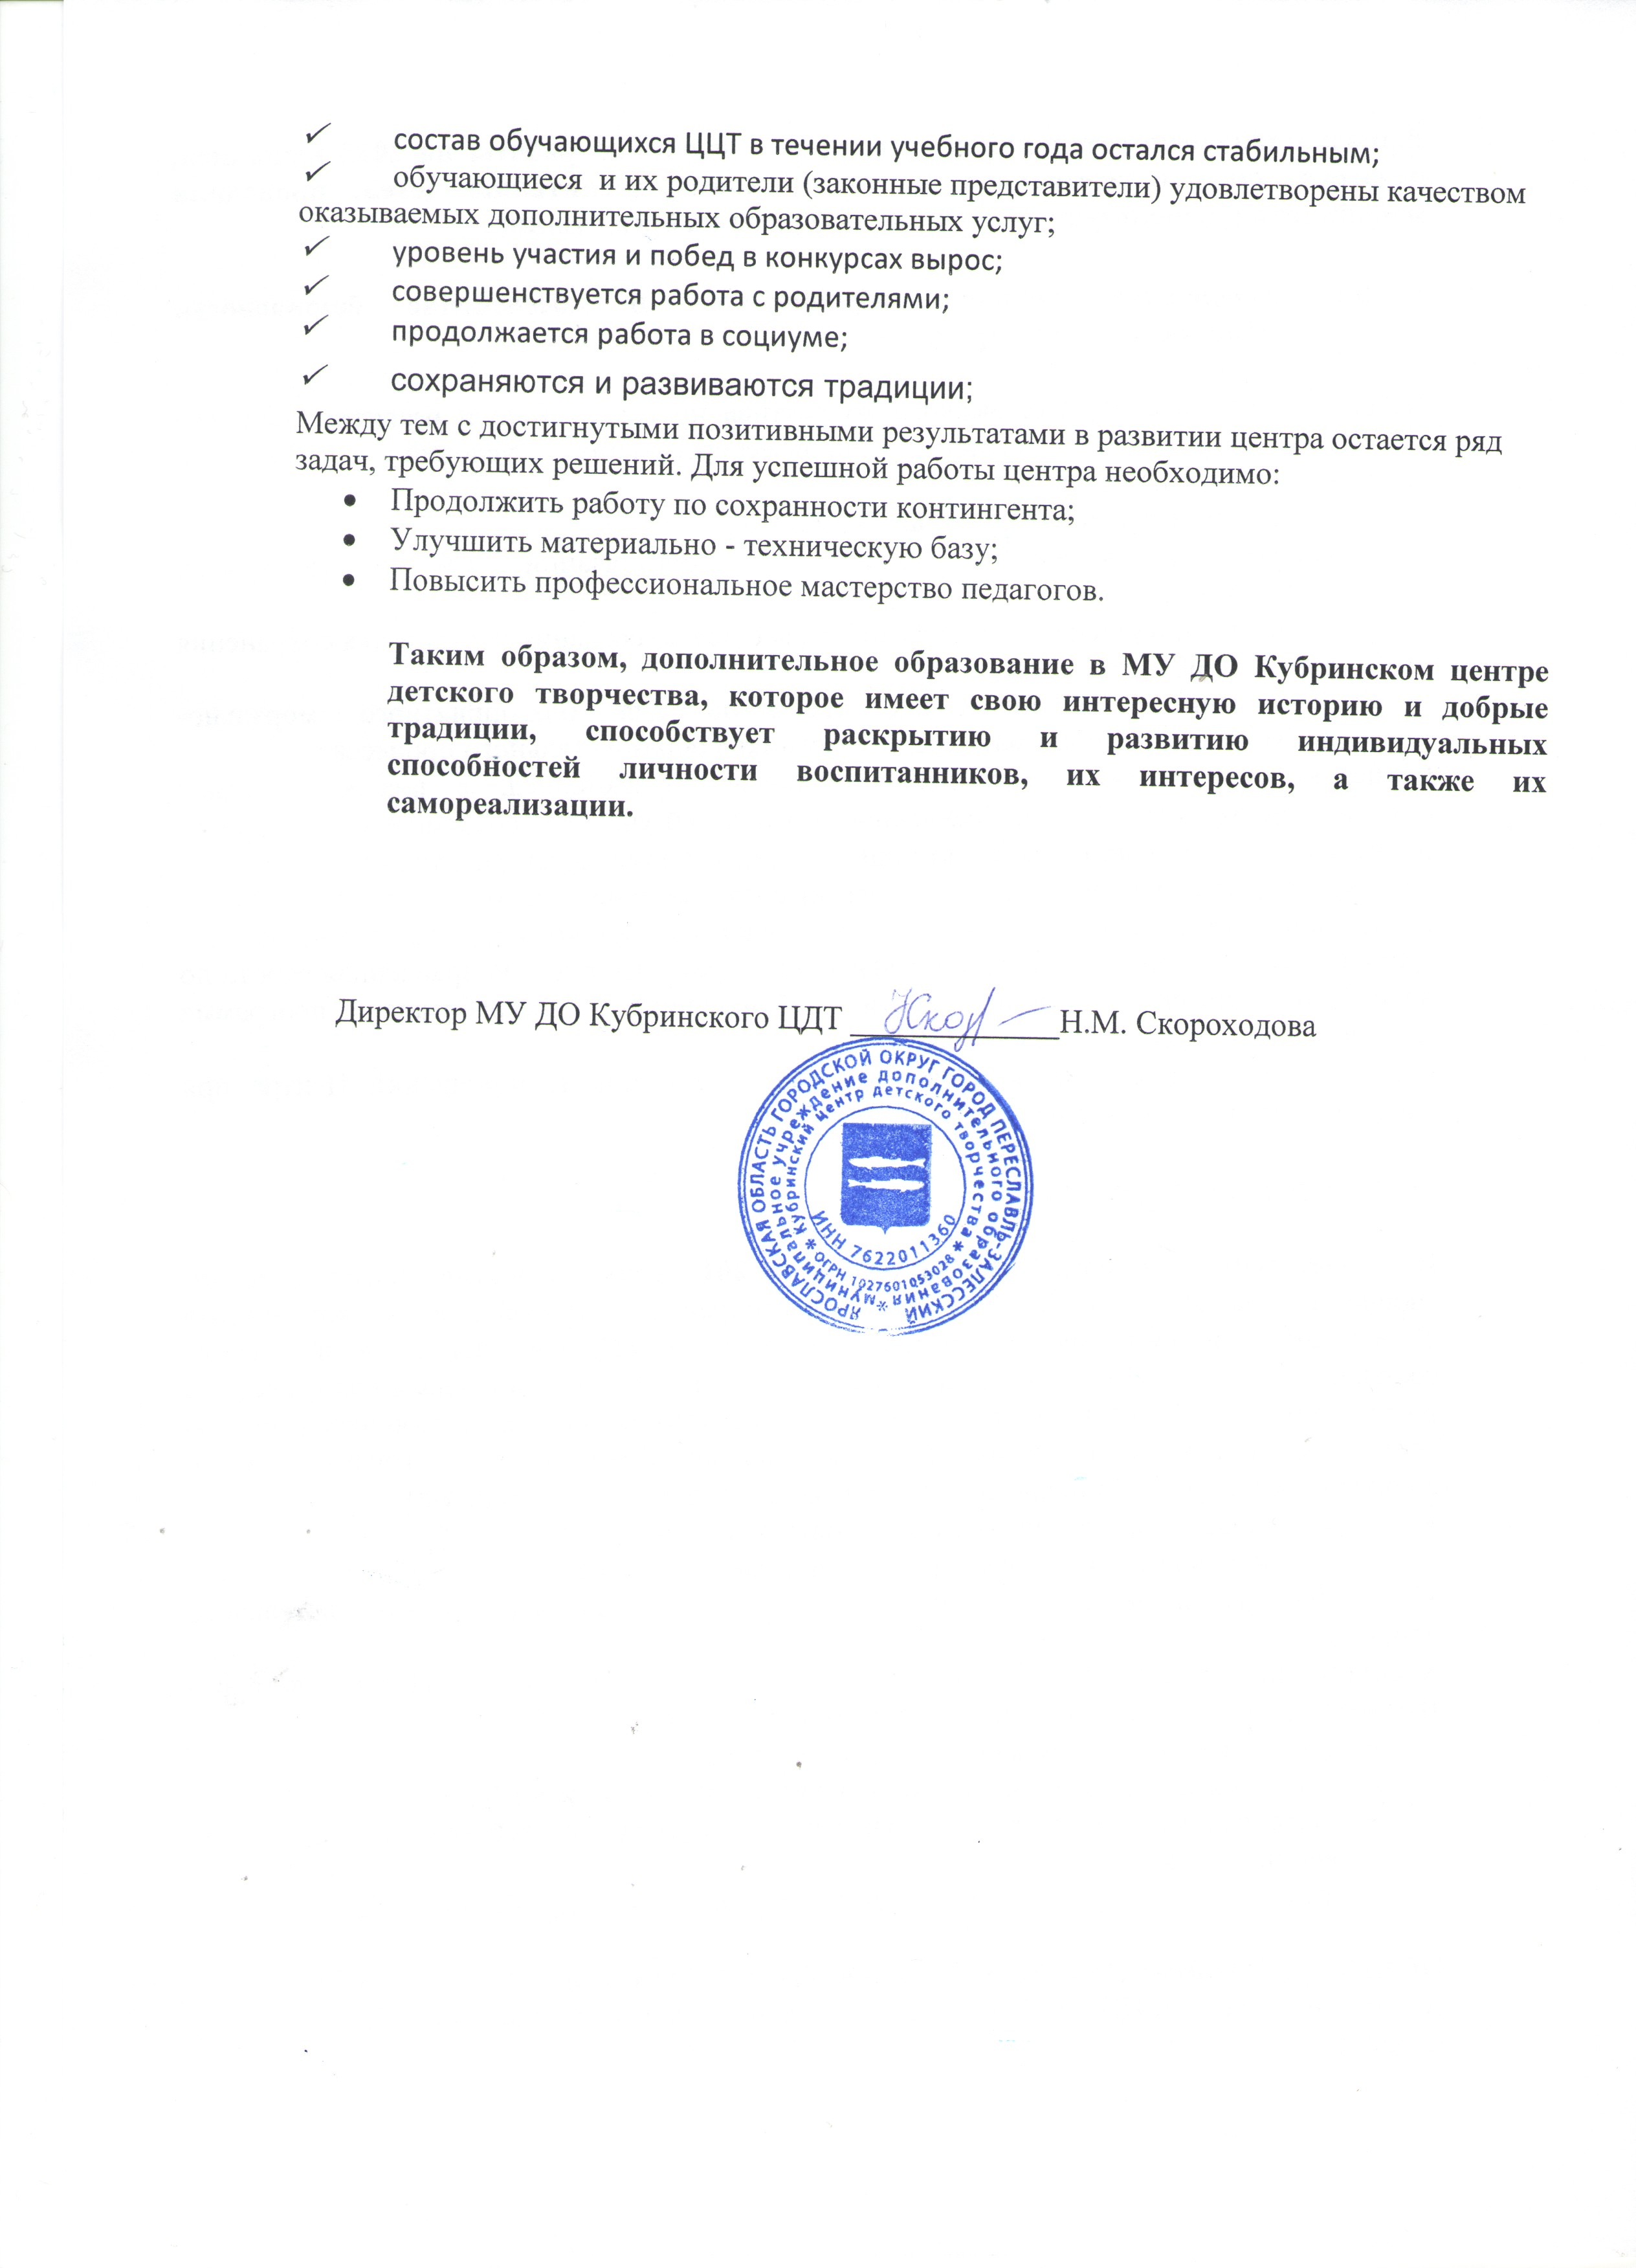 ✓ состав обучающихся ЦЦТ в течении учебного года остался стабильным;
✓ обучающиеся и их родители (законные представители) удовлетворены качеством
оказываемых дополнительных образовательных услуг;
✓ уровень участия и побед в конкурсах вырос;
✓ совершенствуется работа с родителями;
✓ продолжается работа в социуме;
✓ сохраняются и развиваются традиции;
Между тем с достигнутыми позитивными результатами в развитии центра остается ряд
задач, требующих решений. Для успешной работы центра необходимо:
• Продолжить работу по сохранности контингента;
• Улучшить материально - техническую базу;
• Повысить профессиональное мастерство педагогов.
Таким образом, дополнительное образование в МУ ДО Кубринском центре
детского творчества, которое имеет свою интересную историю и добрые
традиции, способствует раскрытию и развитию индивидуальных
способностей личности воспитанников, их интересов, а также их
самореализации.
Директор МУ ДО Кубринского ЦДТ Н.М. Скороходова
ЯРОСЛАВСКАЯ ОБЛАСТЬ ГОРОДСКОЙ ОКРУГ ГОРОД ПЕРЕСЛАВЛЬ-ЗАЛЕССКИЙ
* муниципальное учреждение дополнительного образования
* Кубринский центр детского творчества *
ОГРН 1027601053028
ИНН 7622011360